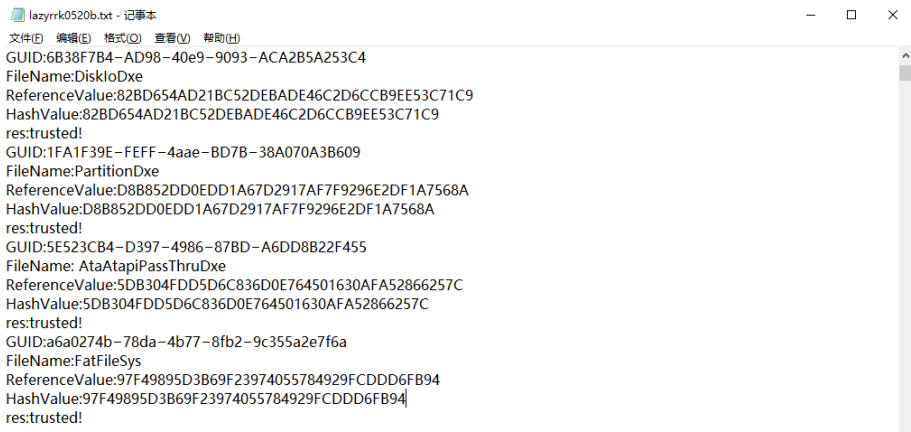 lazyrrk0520b.txt - 记事本
文件(F) 编辑(E) 格式(O) 查看(V) 帮助(H)
GUID:6B38F7B4-AD98-40e9-9093-ACA2B5A253C4
FileName:DiskIoDxe
ReferenceValue:82BD654AD21BC52DEBADE46C2D6CCB9EE53C71C9
HashValue:82BD654AD21BC52DEBADE46C2D6CCB9EE53C71C9
res:trusted!
GUID:1FA1F39E-FEFF-4aae-BD7B-38A070A3B609
FileName:PartitionDxe
ReferenceValue:D8B852DD0EDD1A67D2917AF7F9296E2DF1A7568A
HashValue:D8B852DD0EDD1A67D2917AF7F9296E2DF1A7568A
res:trusted!
GUID:5E523CB4-D397-4986-87BD-A6DD8B22F455
FileName: AtaAtapiPassThruDxe
ReferenceValue:5DB304FDD5D6C836D0E764501630AFA52866257C
HashValue:5DB304FDD5D6C836D0E764501630AFA52866257C
res:trusted!
GUID:a6a0274b-78da-4b77-8fb2-9c355a2e7f6a
FileName:FatFileSys
ReferenceValue:97F49895D3B69F23974055784929FCDDD6FB94
HashValue:97F49895D3B69F23974055784929FCDDD6FB94
res:trusted!